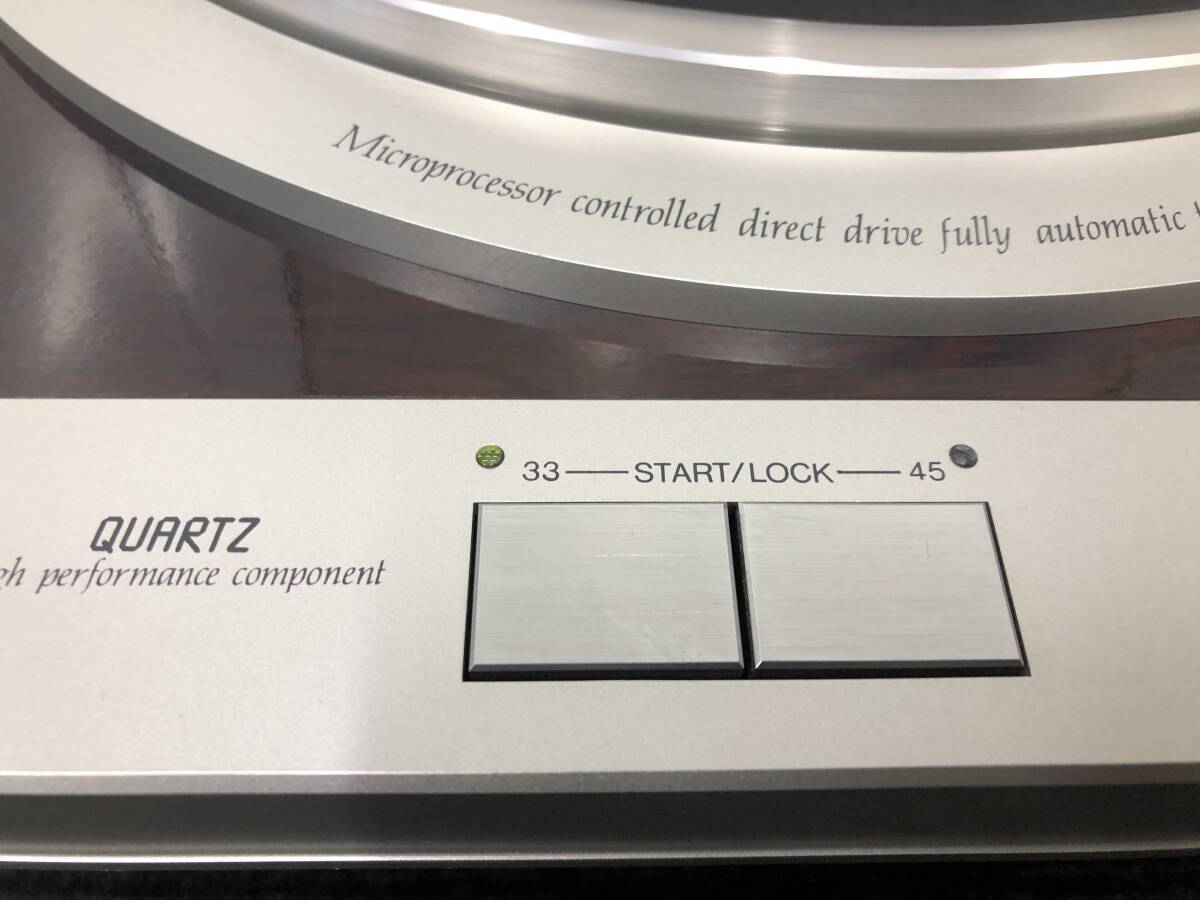 Microprocessor controlled direct drive fully automatic
33 START/LOCK 45
QUARTZ
performance component